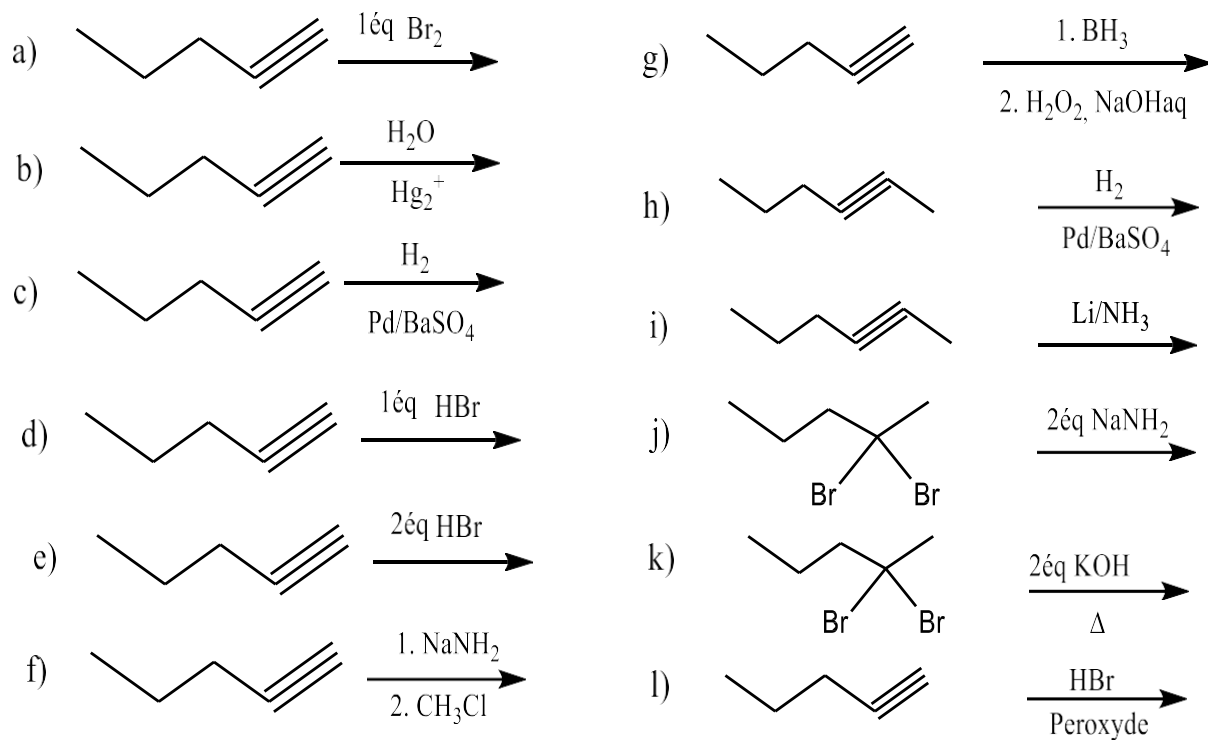 a) 1éq Br2
b) H2O
Hg2+
c) H2
Pd/BaSO4
d) 1éq HBr
e) 2éq HBr
f) 1. NaNH2
2. CH3Cl
g) 1. BH3
2. H2O2, NaOHaq
h) H2
Pd/BaSO4
i) Li/NH3
j) 2éq NaNH2
Br Br
k) 2éq KOH
Br Br
Δ
l) HBr
Peroxyde